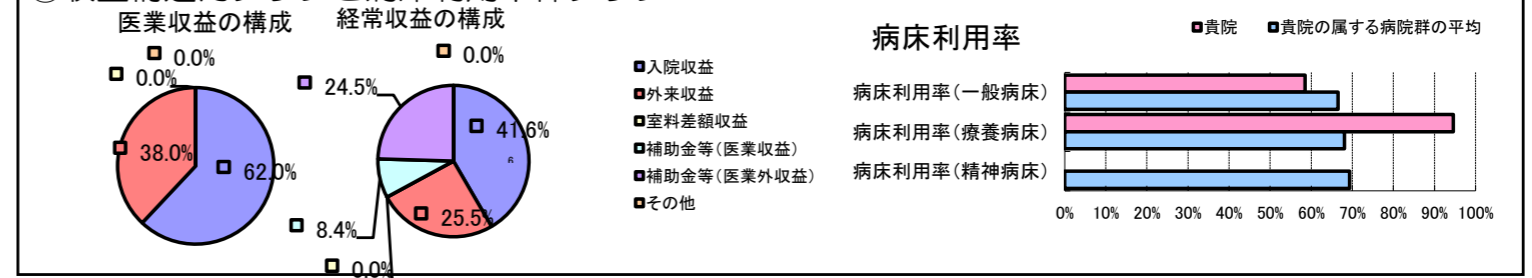 医業収益の構成
0.0%
0.0%
38.0%
62.0%
経常収益の構成
0.0%
24.5%
41.6%
25.5%
8.4%
0.0%
入院収益
外来収益
室料差額収益
補助金等(医業収益)
補助金等(医業外収益)
その他
病床利用率
貴院 貴院の属する病院群の平均
病床利用率(一般病床)
病床利用率(療養病床)
病床利用率(精神病床)
0% 10% 20% 30% 40% 50% 60% 70% 80% 90% 100%